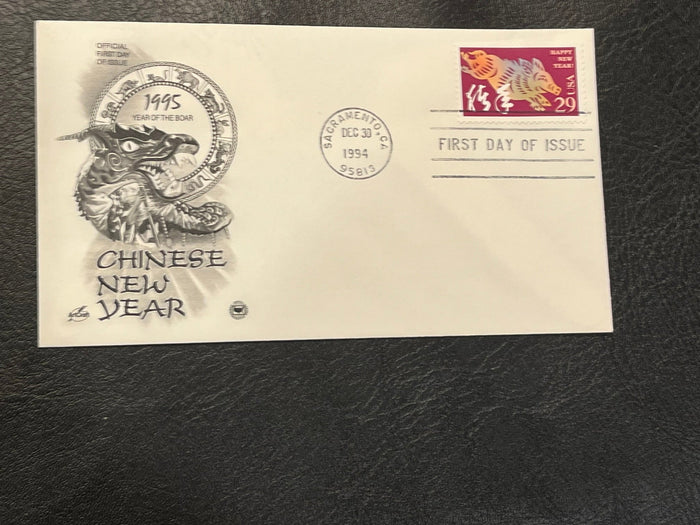 OFFICIAL
FIRST DAY
OF ISSUE
1995
YEAR OF THE BOAR
CHINESE
NEW
YEAR
SACRAMENTO, CA
DEC 30
1994
95813
HAPPY
NEW
YEAR!
USA
29
FIRST DAY OF ISSUE